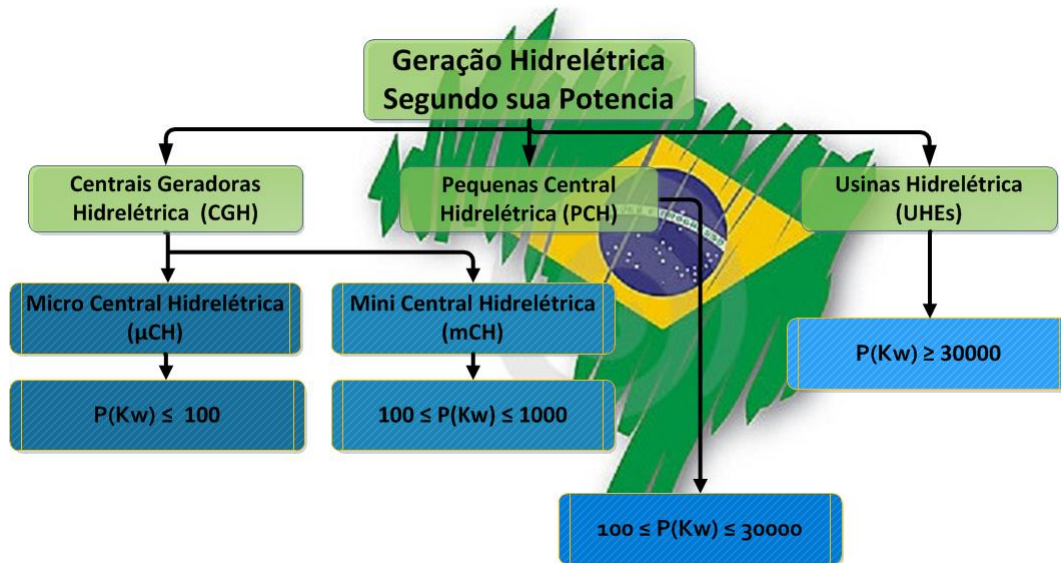 Geração Hidrelétrica
Segundo sua Potencia
Centrais Geradoras
Hidrelétrica (CGH)
Pequenas Central
Hidrelétrica (PCH)
Usinas Hidrelétrica
(UHEs)
Micro Central Hidrelétrica
(µCH)
Mini Central Hidrelétrica
(mCH)
P(Kw) ≥ 30000
P(Kw) ≤ 100
100 ≤ P(Kw) ≤ 1000
100 ≤ P(Kw) ≤ 30000